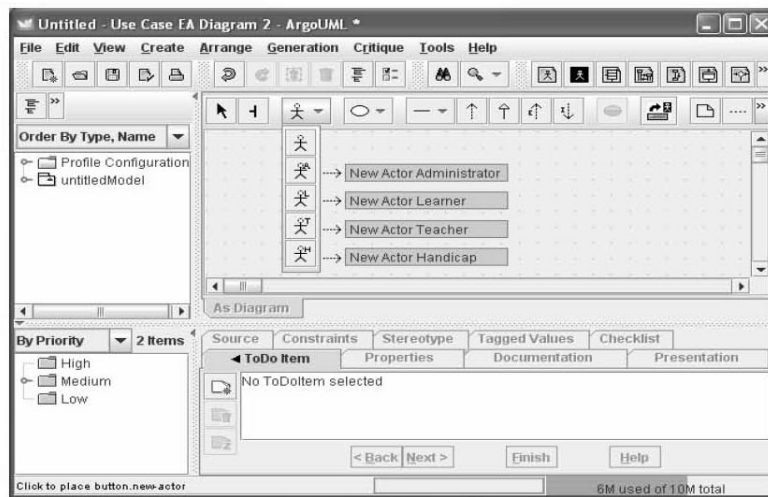 Untitled - Use Case EA Diagram 2 - ArgoUML *
File Edit View Create Arrange Generation Critique Tools Help
Order By Type, Name
Profile Configuration
untitledModel
New Actor Administrator
New Actor Learner
New Actor Teacher
New Actor Handicap
As Diagram
By Priority 2 Items
High
Medium
Low
Source Constraints Stereotype Tagged Values Checklist
ToDo Item Properties Documentation Presentation
No ToDoItem selected
< Back Next > Finish Help
Click to place button.new-actor
6M used of 10M total